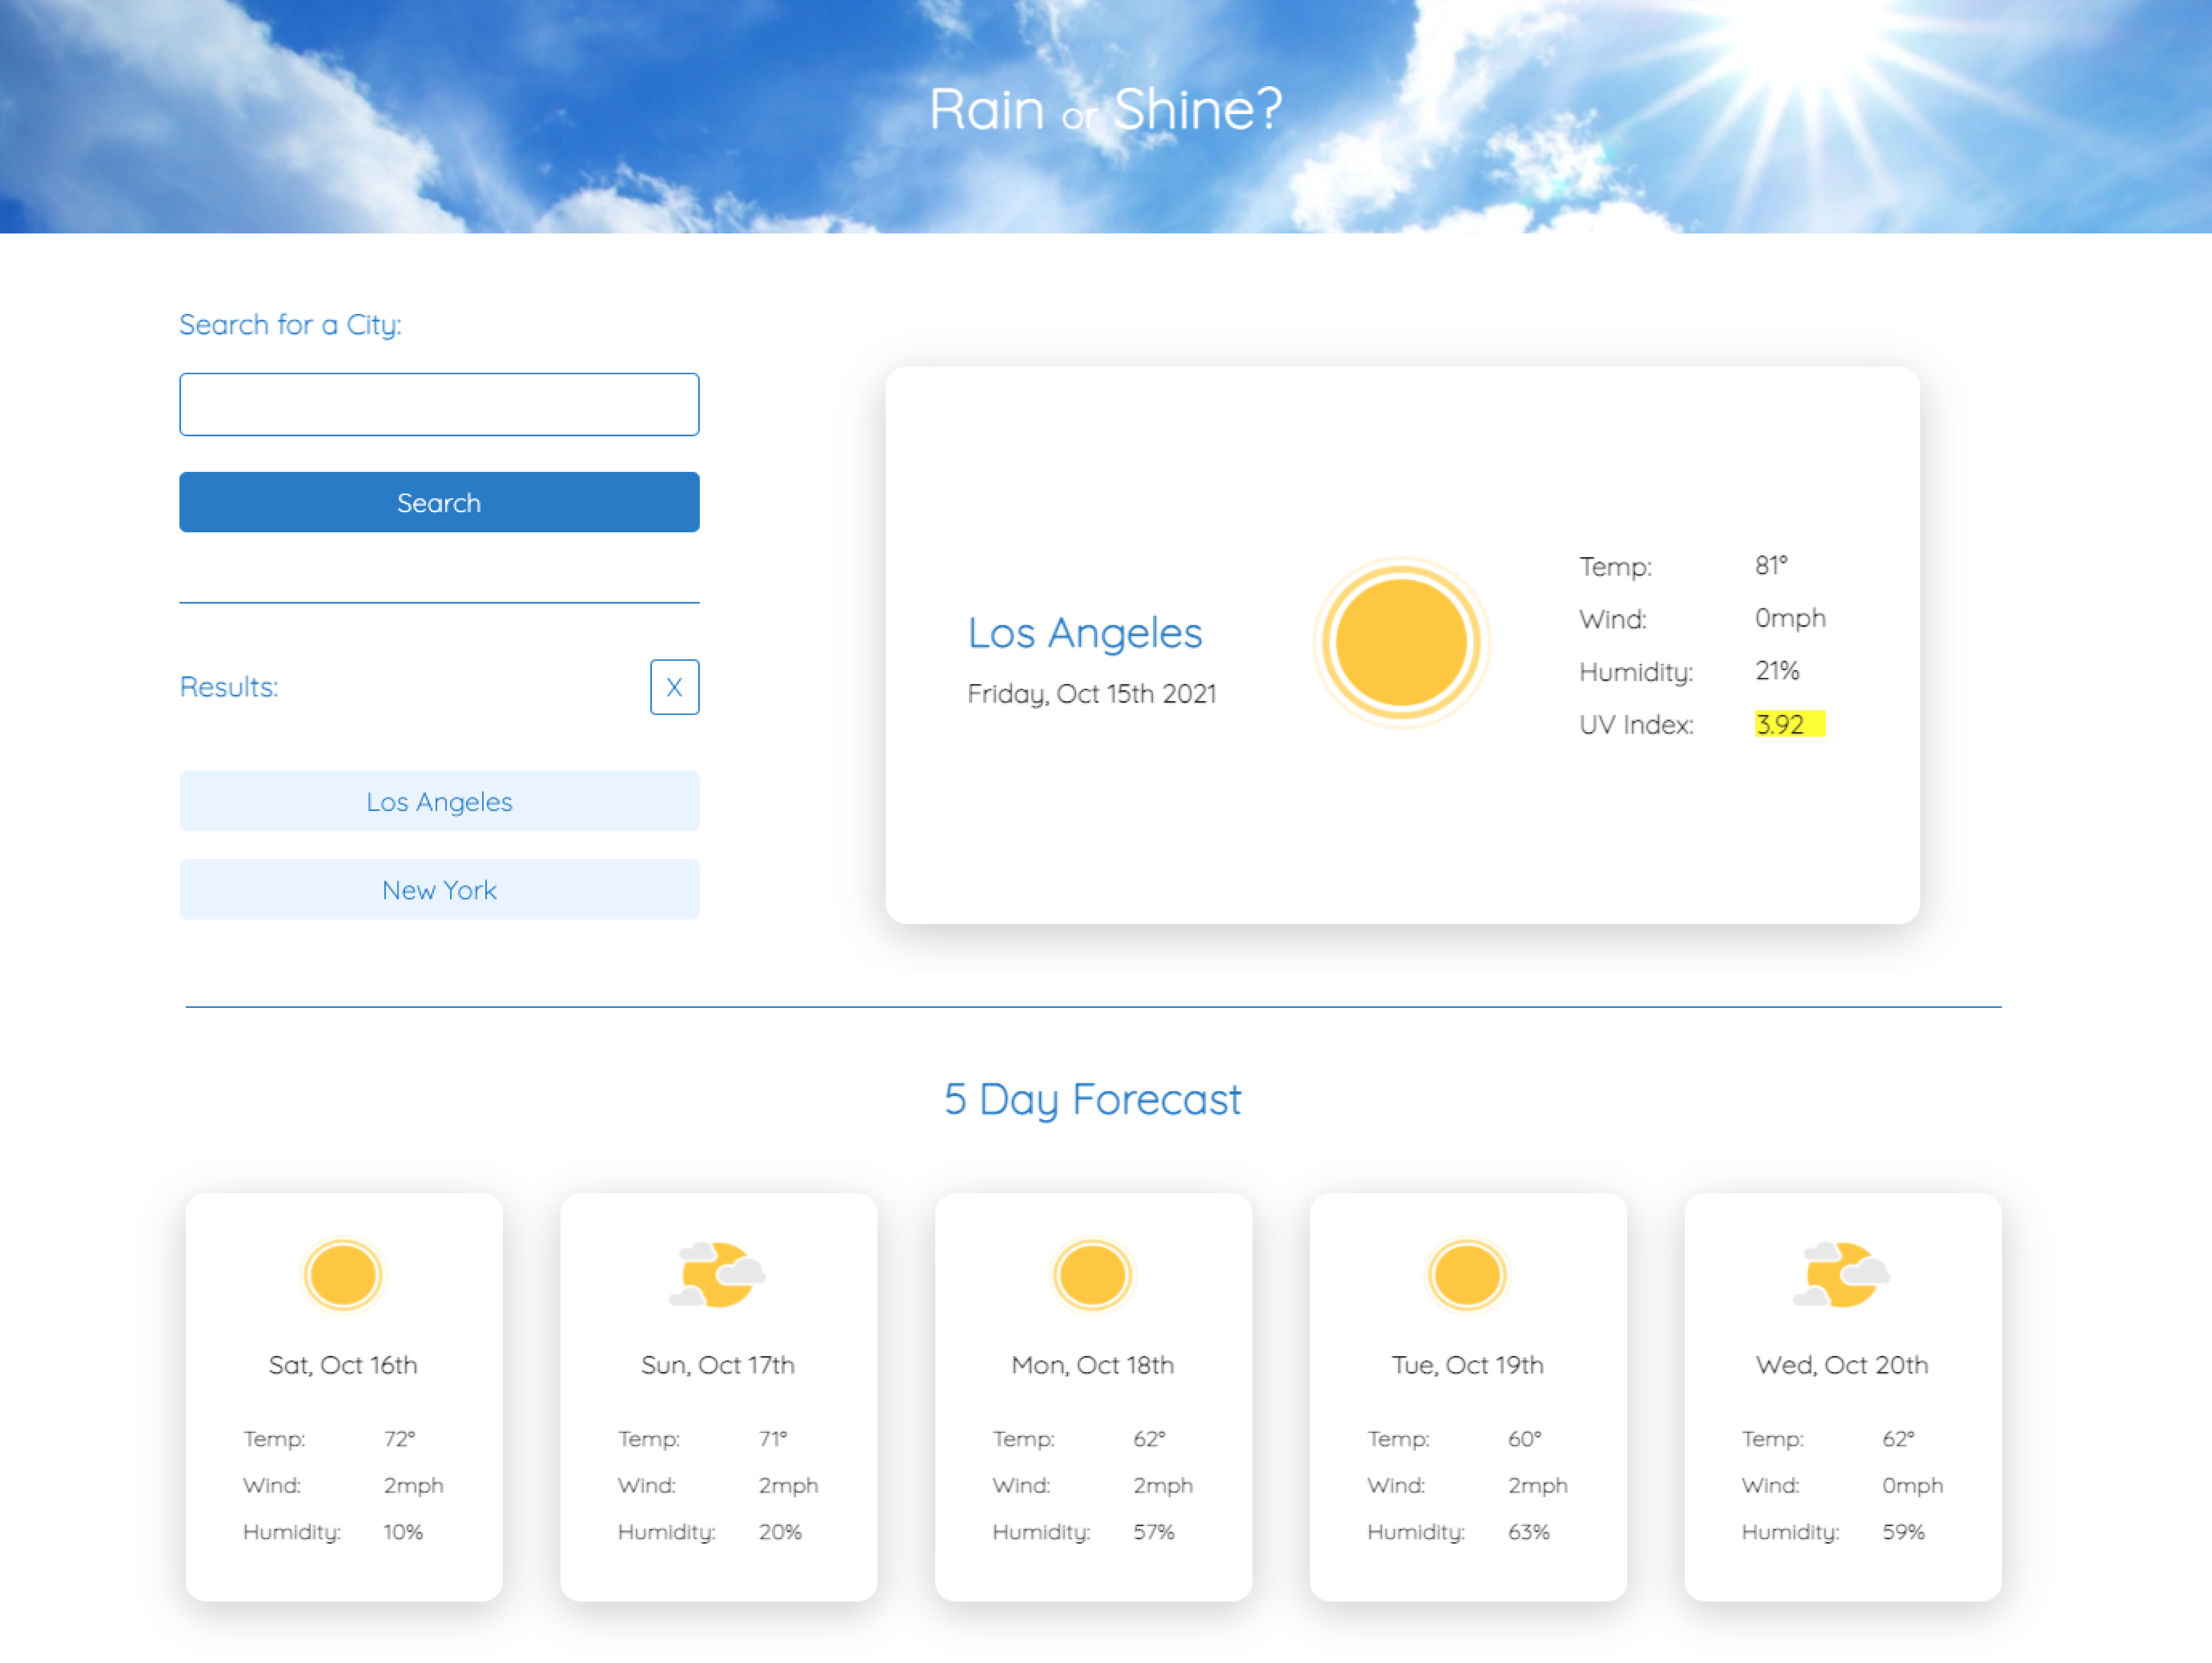 Rain or Shine?
Search for a City:
Search
Results:
X
Los Angeles
New York
Los Angeles
Friday, Oct 15th 2021
Temp: 81°
Wind: 0mph
Humidity: 21%
UV Index: 3.92
5 Day Forecast
Sat, Oct 16th
Temp: 72°
Wind: 2mph
Humidity: 10%
Sun, Oct 17th
Temp: 71°
Wind: 2mph
Humidity: 20%
Mon, Oct 18th
Temp: 62°
Wind: 2mph
Humidity: 57%
Tue, Oct 19th
Temp: 60°
Wind: 2mph
Humidity: 63%
Wed, Oct 20th
Temp: 62°
Wind: 0mph
Humidity: 59%